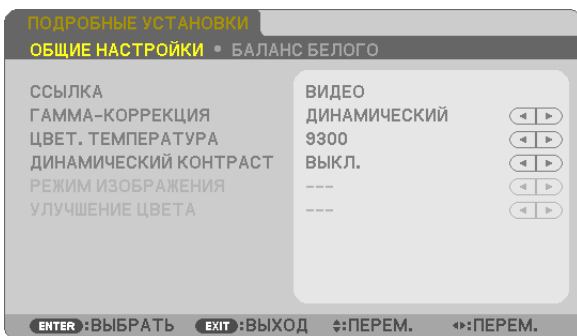 ПОДРОБНЫЕ УСТАНОВКИ
ОБЩИЕ НАСТРОЙКИ • БАЛАНС БЕЛОГО
ССЫЛКА ВИДЕО
ГАММА-КОРРЕКЦИЯ ДИНАМИЧЕСКИЙ
ЦВЕТ. ТЕМПЕРАТУРА 9300
ДИНАМИЧЕСКИЙ КОНТРАСТ ВЫКЛ.
РЕЖИМ ИЗОБРАЖЕНИЯ ---
УЛУЧШЕНИЕ ЦВЕТА ---
ENTER :ВЫБРАТЬ EXIT :ВЫХОД :ПЕРЕМ. :ПЕРЕМ.